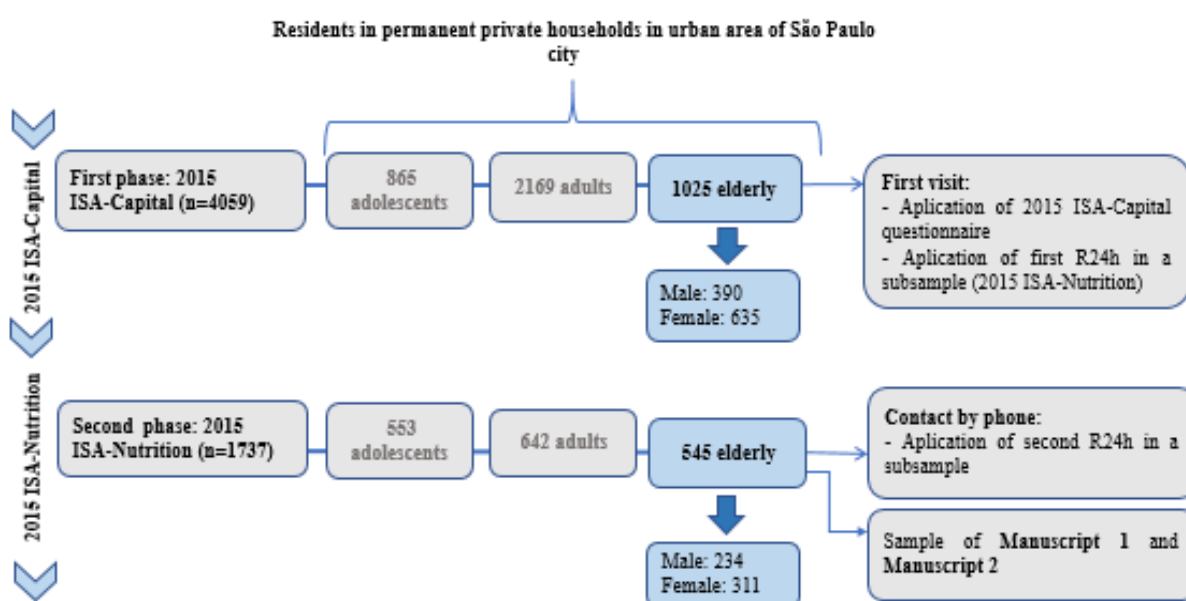 Residents in permanent private households in urban area of São Paulo
city
2015 ISA-Capital
First phase: 2015
ISA-Capital (n=4059)
865
adolescents
2169 adults
1025 elderly
First visit:
- Aplication of 2015 ISA-Capital
questionnaire
- Aplication of first R24h in a
subsample (2015 ISA-Nutrition)
Male: 390
Female: 635
2015 ISA-Nutrition
Second phase: 2015
ISA-Nutrition (n=1737)
553
adolescents
642 adults
545 elderly
Contact by phone:
- Aplication of second R24h in a
subsample
Male: 234
Female: 311
Sample of Manuscript 1 and
Manuscript 2